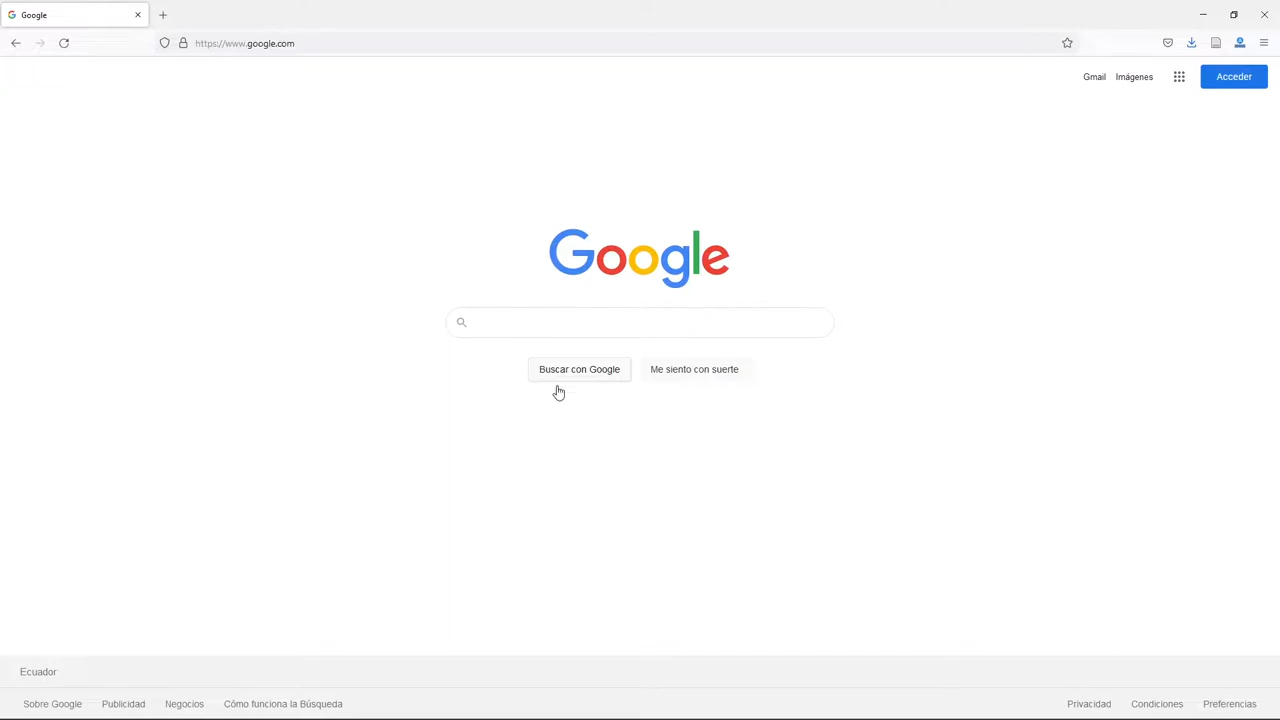 Google
https://www.google.com
Gmail Imágenes Acceder
Google
Buscar con Google Me siento con suerte
Ecuador
Sobre Google Publicidad Negocios Cómo funciona la Búsqueda Privacidad Condiciones Preferencias